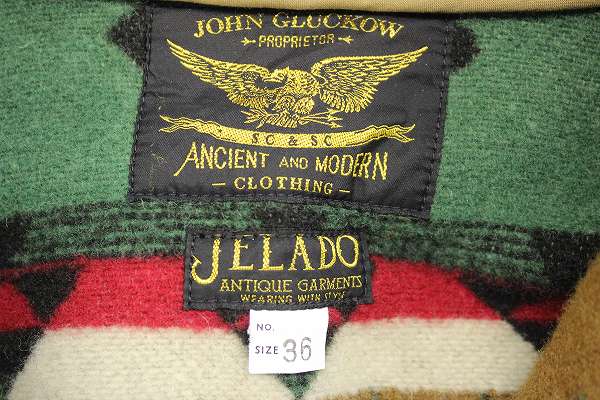 JOHN GLUCKOW
PROPRIETOR
SC & SC
ANCIENT AND MODERN
- CLOTHING -
JELADO
ANTIQUE GARMENTS
WEARING WITH STYLE
NO.
SIZE 36